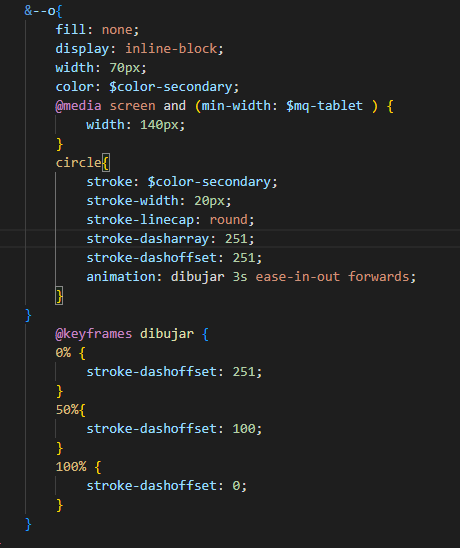 &--o{
fill: none;
display: inline-block;
width: 70px;
color: $color-secondary;
@media screen and (min-width: $mq-tablet ) {
width: 140px;
}
circle{
stroke: $color-secondary;
stroke-width: 20px;
stroke-linecap: round;
stroke-dasharray: 251;
stroke-dashoffset: 251;
animation: dibujar 3s ease-in-out forwards;
}
}
@keyframes dibujar {
0% {
stroke-dashoffset: 251;
}
50%{
stroke-dashoffset: 100;
}
100% {
stroke-dashoffset: 0;
}
}